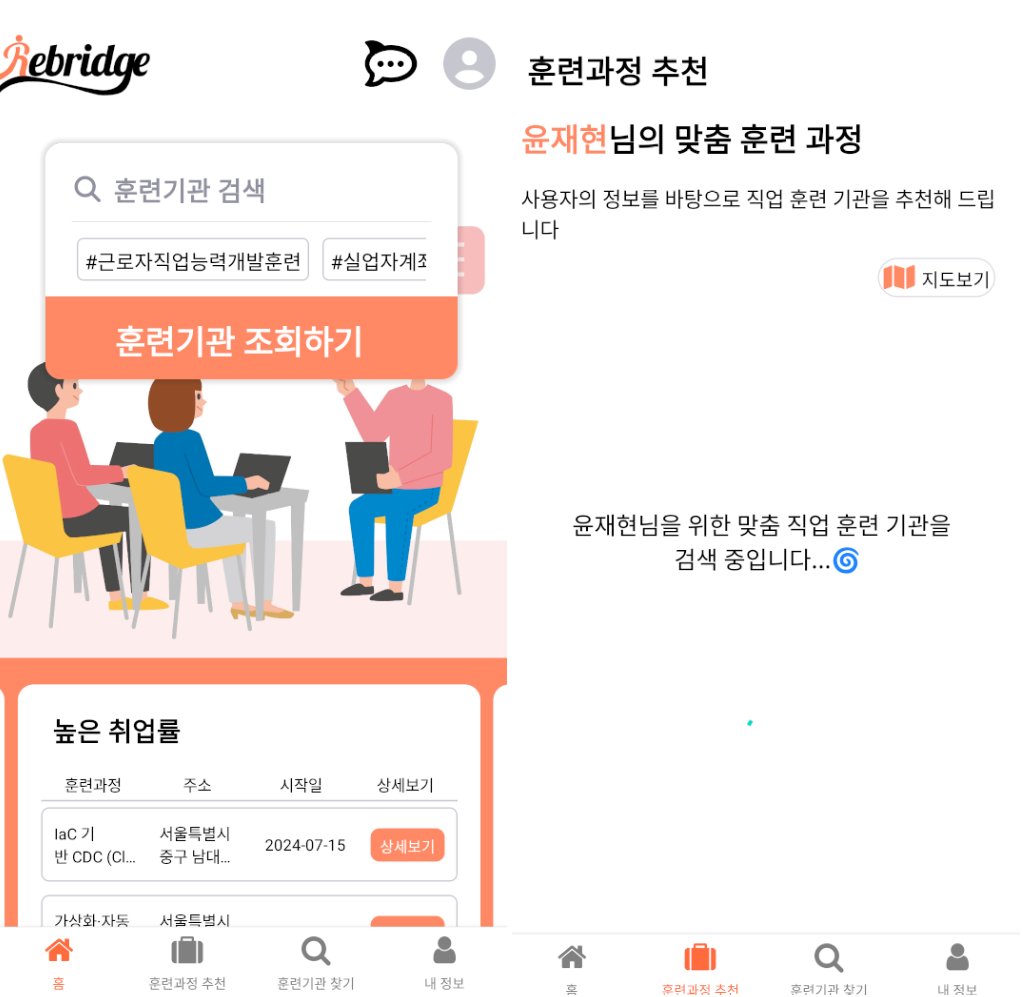 Rebridge
훈련기관 검색
#근로자직업능력개발훈련
#실업자계좌
훈련기관 조회하기
높은 취업률
훈련과정 주소 시작일 상세보기
IaC 기 서울특별시
반 CDC (Cl... 중구 남대... 2024-07-15 상세보기
가상화·자동 서울특별시
홈 훈련과정 추천 훈련기관 찾기 내 정보
훈련과정 추천
윤재현님의 맞춤 훈련 과정
사용자의 정보를 바탕으로 직업 훈련 기관을 추천해 드립
니다
지도보기
윤재현님을 위한 맞춤 직업 훈련 기관을
검색 중입니다...🌀
홈 훈련과정 추천 훈련기관 찾기 내 정보